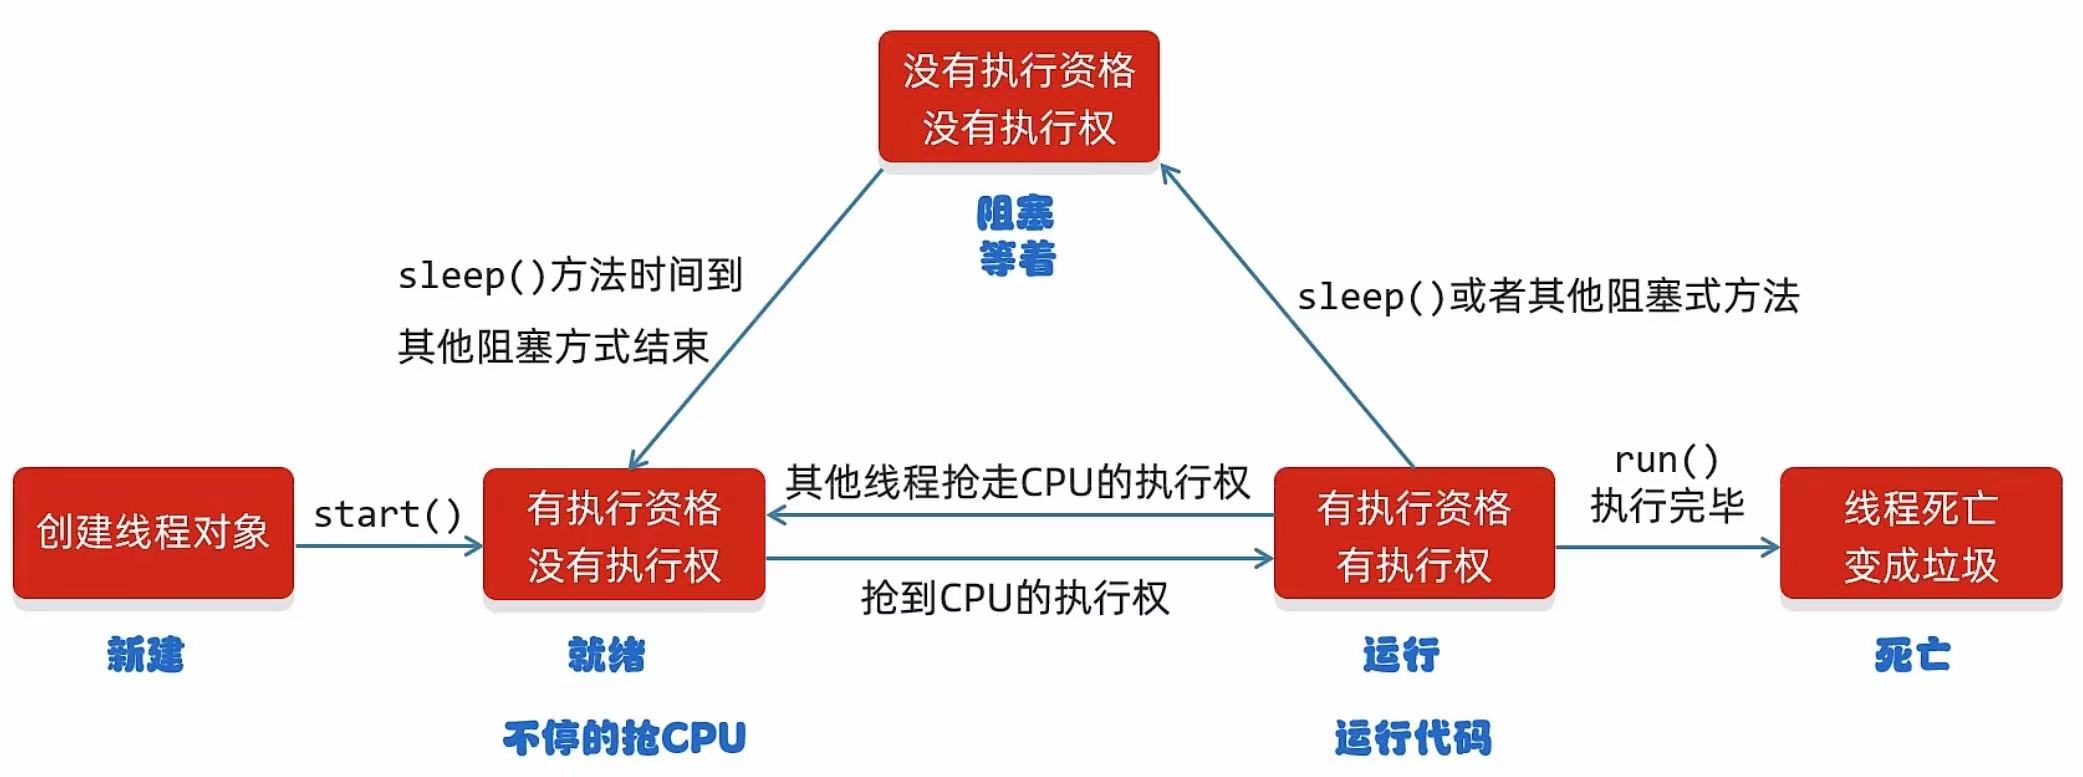 没有执行资格
没有执行权
阻塞
等着
sleep()方法时间到
其他阻塞方式结束
sleep()或者其他阻塞式方法
创建线程对象
新建
start()
有执行资格
没有执行权
就绪
不停的抢CPU
其他线程抢走CPU的执行权
抢到CPU的执行权
有执行资格
有执行权
运行
运行代码
run()
执行完毕
线程死亡
变成垃圾
死亡